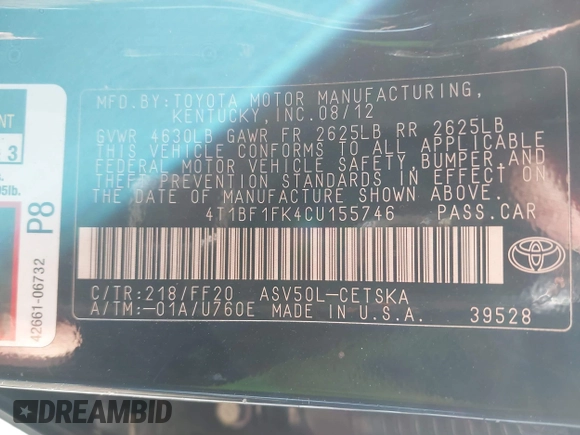 MFD.BY:TOYOTA MOTOR MANUFACTURING,
KENTUCKY,INC.08/12
GVWR 4630LB GAWR FR 2625LB RR 2625LB
THIS VEHICLE CONFORMS TO ALL APPLICABLE
FEDERAL MOTOR VEHICLE SAFETY, BUMPER,AND
THEFT PREVENTION STANDARDS IN EFFECT ON
THE DATE OF MANUFACTURE SHOWN ABOVE.
4T1BF1FK4CU155746 PASS.CAR
C/TR:218/FF20 ASV50L-CETSKA
A/TM:-01A/U760E MADE IN U.S.A. 39528
TOYOTA
P8
42661-06732
3
DREAMBID